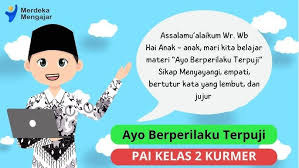 Merdeka
Mengajar
Assalamu'alaikum Wr. Wb
Hai Anak - anak, mari kita belajar
materi "Ayo Berperilaku Terpuji"
Sikap Menyayangi, empati,
bertutur kata yang lembut, dan
jujur
Ayo Berperilaku Terpuji
PAI KELAS 2 KURMER